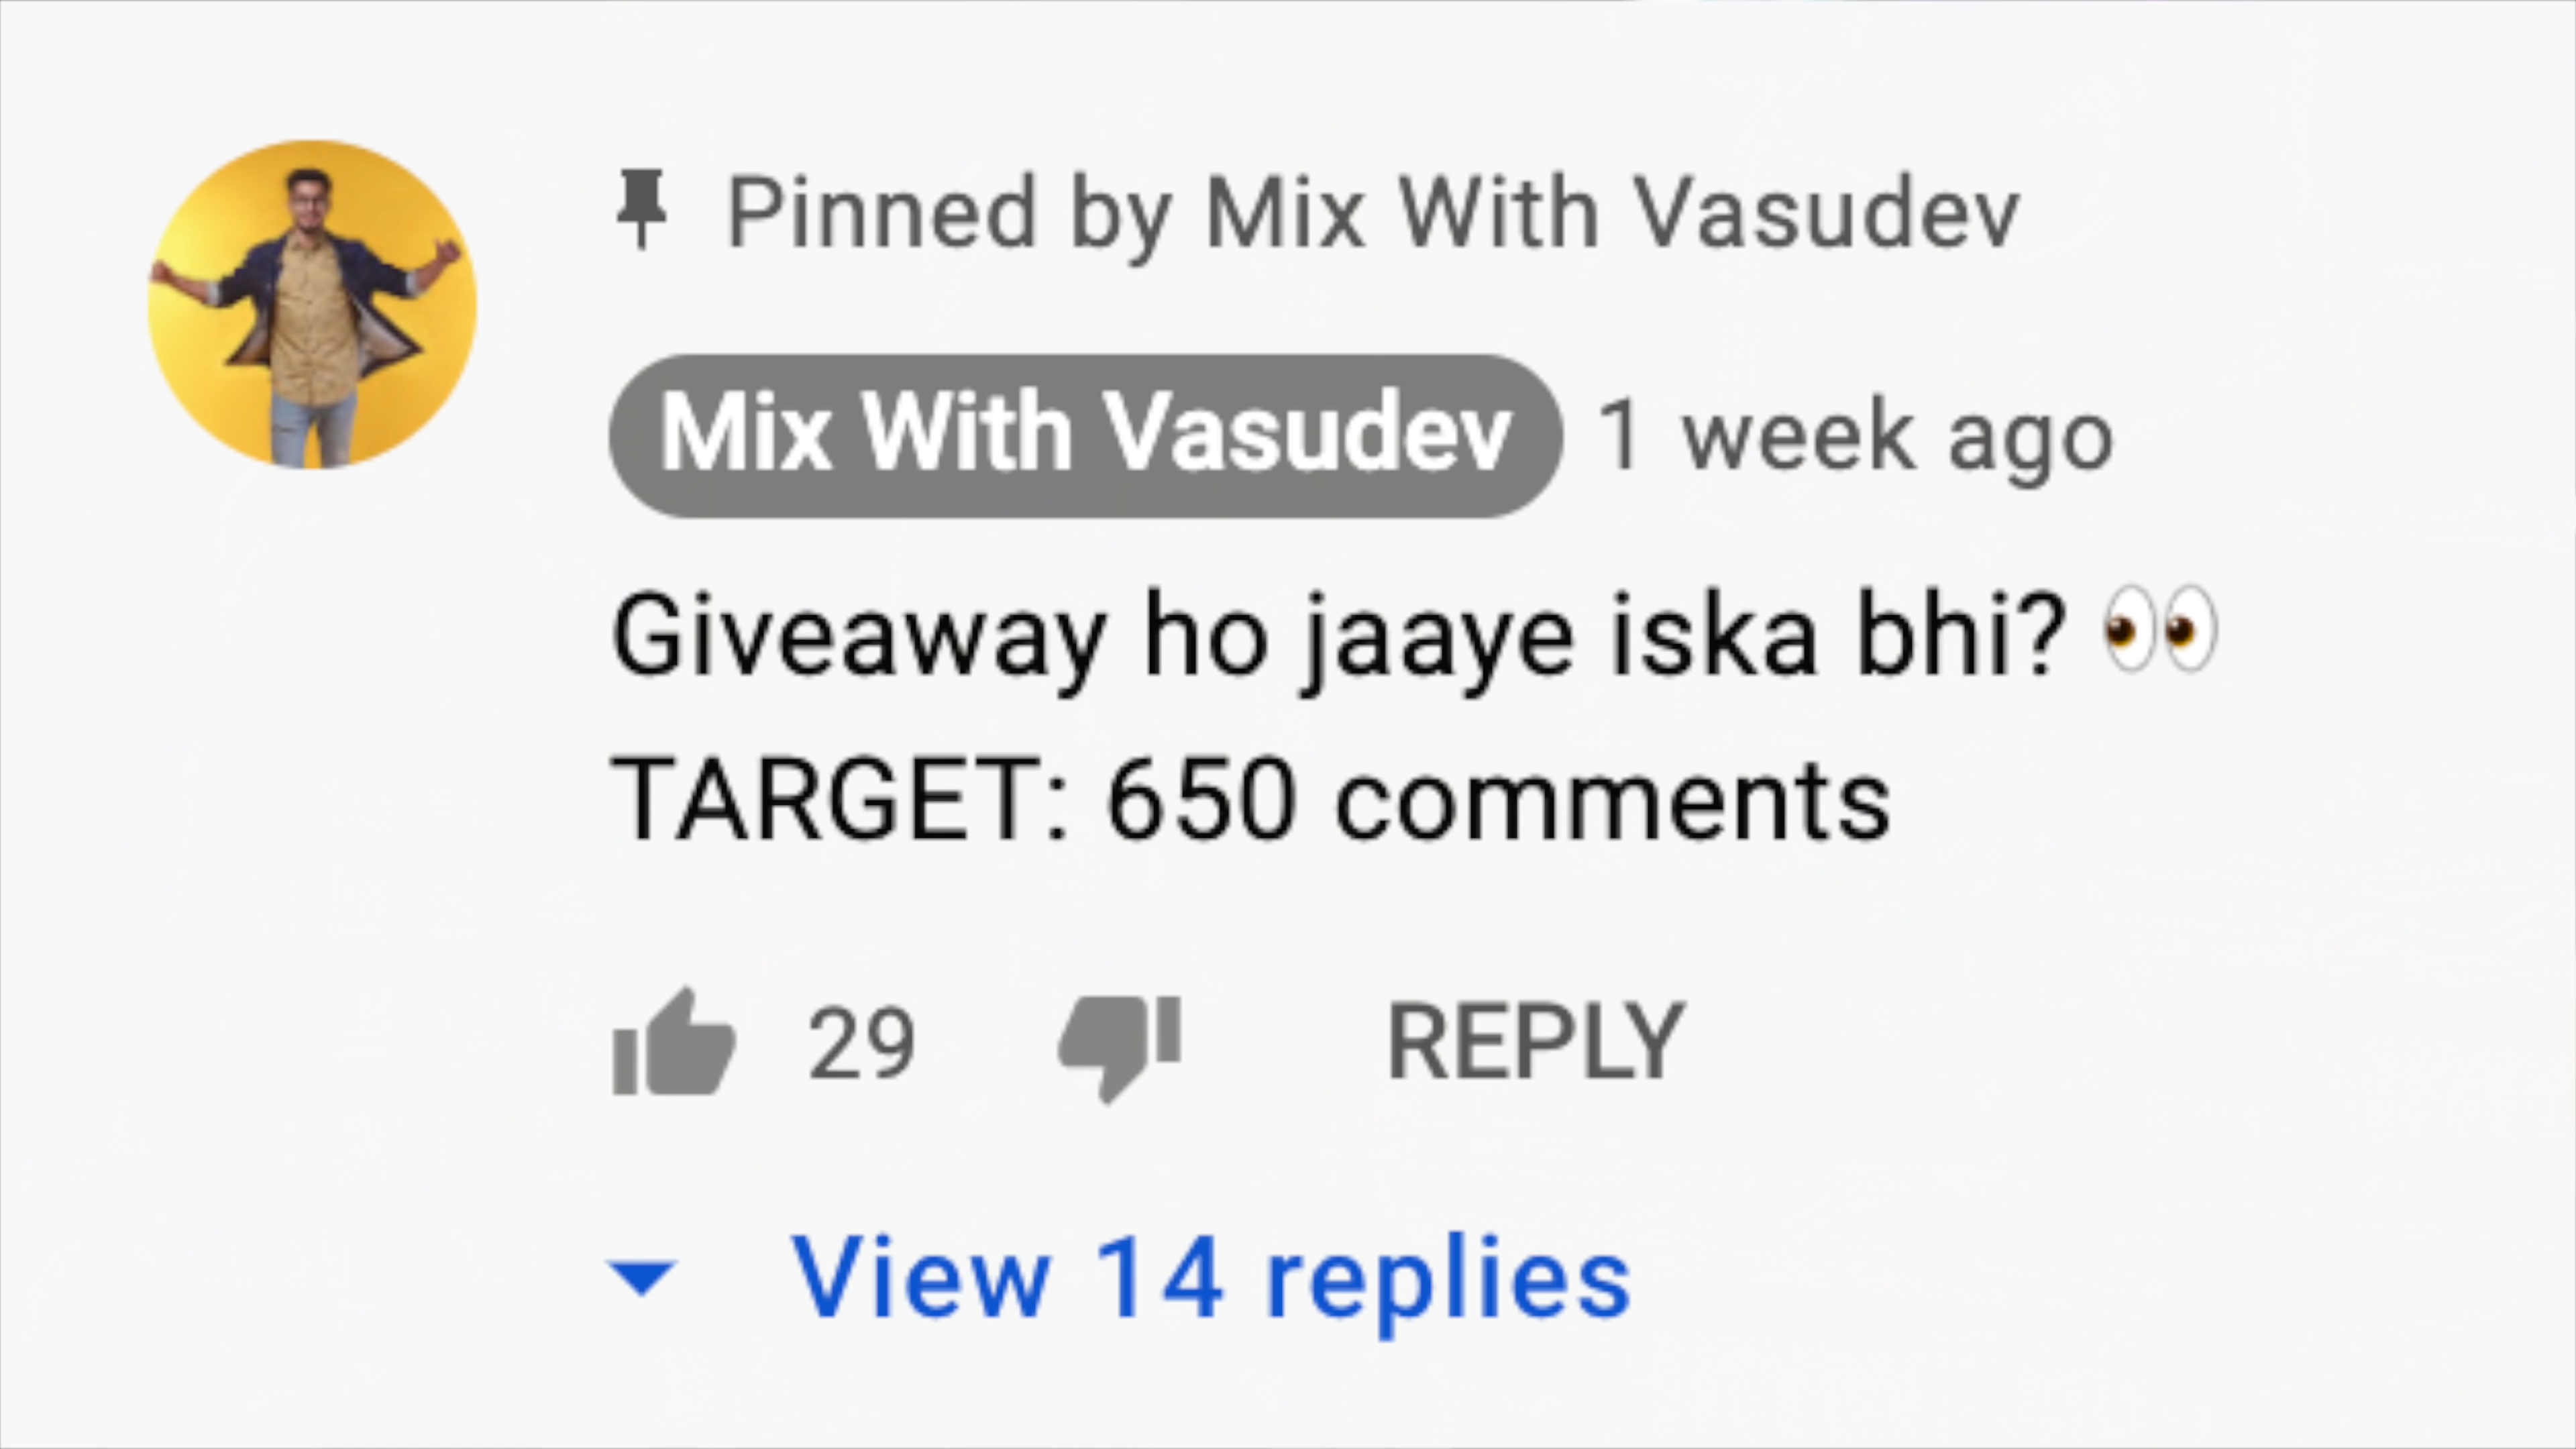 Pinned by Mix With Vasudev
Mix With Vasudev 1 week ago
Giveaway ho jaaye iska bhi? 👀
TARGET: 650 comments
29 REPLY
View 14 replies